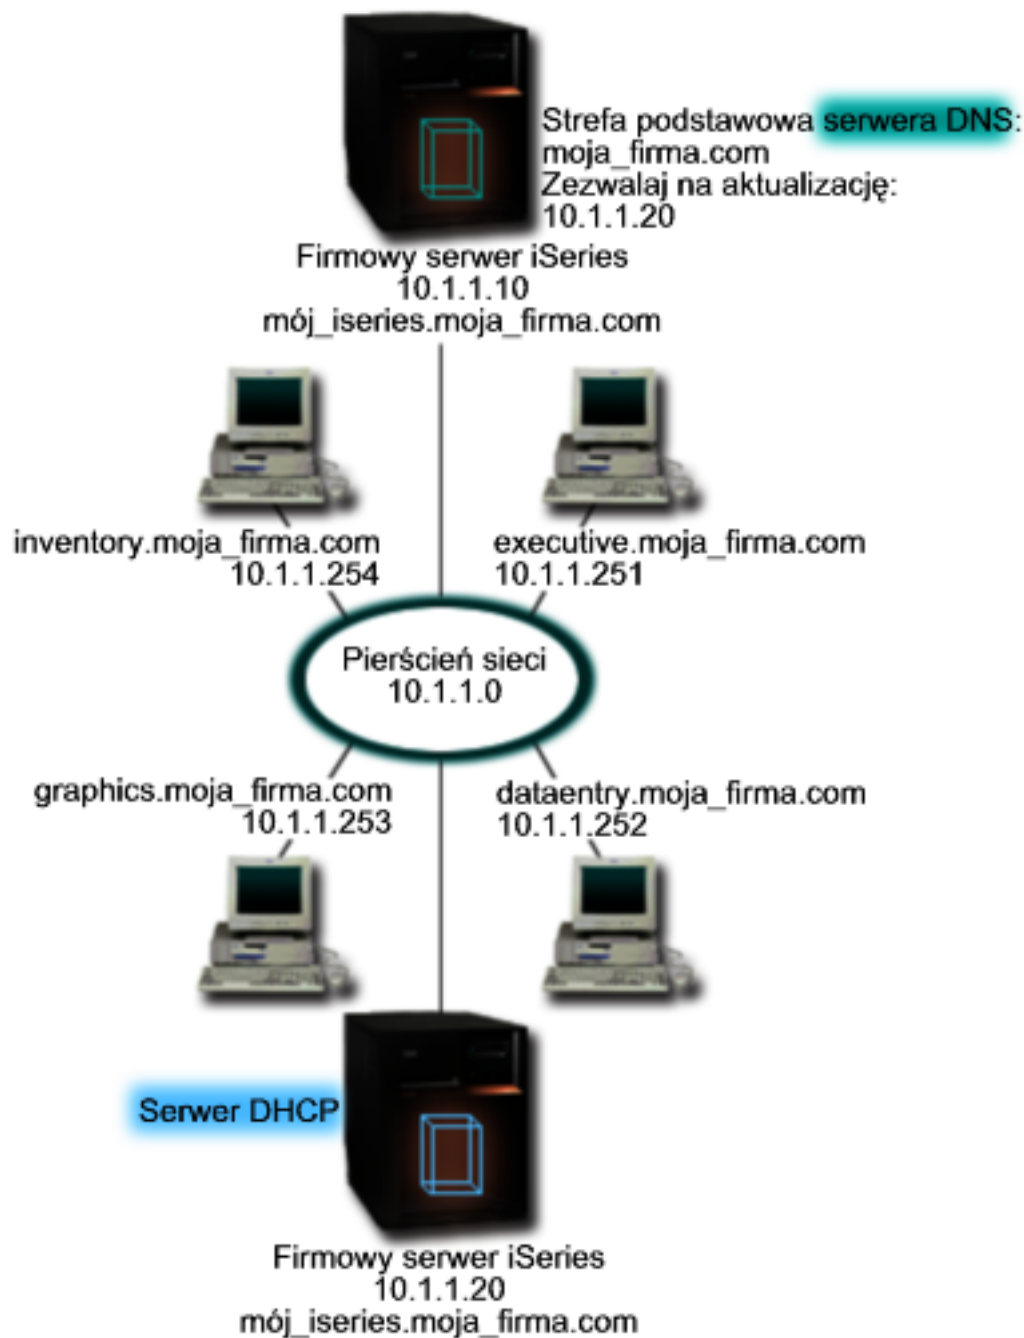 Strefa podstawowa serwera DNS:
moja_firma.com
Zezwalaj na aktualizację:
10.1.1.20
Firmowy serwer iSeries
10.1.1.10
mój_iseries.moja_firma.com
inventory.moja_firma.com
10.1.1.254
executive.moja_firma.com
10.1.1.251
Pierścień sieci
10.1.1.0
graphics.moja_firma.com
10.1.1.253
dataentry.moja_firma.com
10.1.1.252
Serwer DHCP
Firmowy serwer iSeries
10.1.1.20
mój_iseries.moja_firma.com